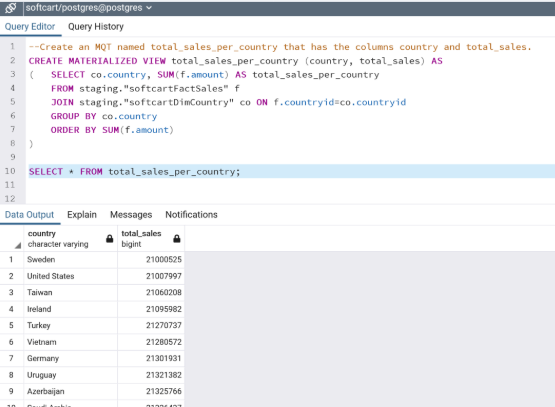 softcart/postgres@postgres
Query Editor Query History
1 --Create an MQT named total_sales_per_country that has the columns country and total_sales.
2 CREATE MATERIALIZED VIEW total_sales_per_country (country, total_sales) AS
3 ( SELECT co.country, SUM(f.amount) AS total_sales_per_country
4 FROM staging."softcartFactSales" f
5 JOIN staging."softcartDimCountry" co ON f.countryid=co.countryid
6 GROUP BY co.country
7 ORDER BY SUM(f.amount)
8 )
9
10 SELECT * FROM total_sales_per_country;
11
12
Data Output Explain Messages Notifications
country total_sales
character varying bigint
1 Sweden 21000525
2 United States 21007997
3 Taiwan 21060208
4 Ireland 21095982
5 Turkey 21270737
6 Vietnam 21280572
7 Germany 21301931
8 Uruguay 21321382
9 Azerbaijan 21325766